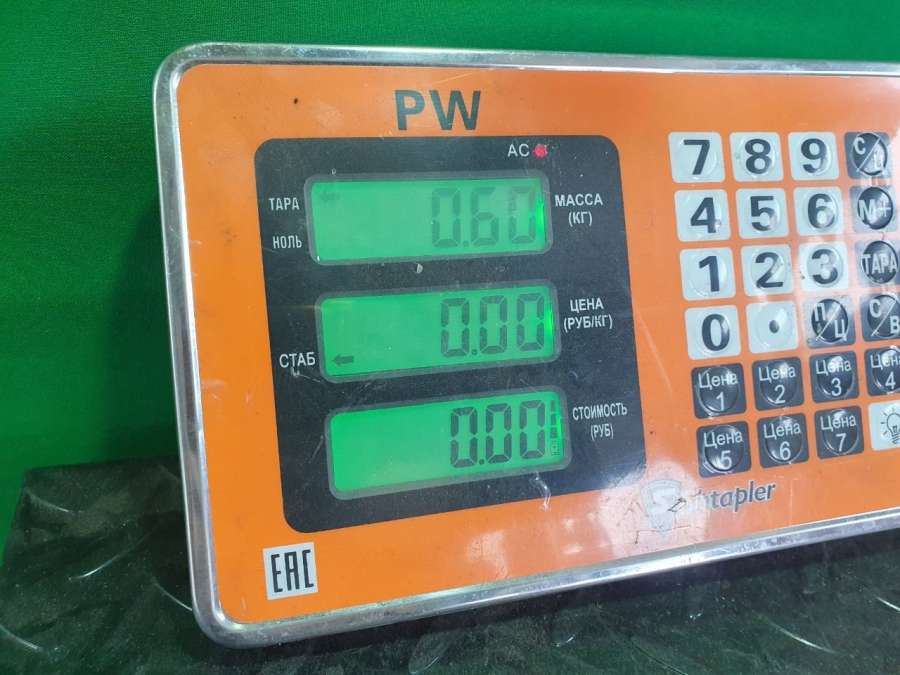 PW
AC
ТАРА
НОЛЬ
0.60
МАССА
(КГ)
0.00
ЦЕНА
(РУБ/КГ)
СТАБ
0.00
СТОИМОСТЬ
(РУБ)
7 8 9
4 5 6 М+
1 2 3 ТАРА
0 . П/Ц С/В
Цена 1 Цена 2 Цена 3 Цена 4
Цена 5 Цена 6 Цена 7
EAC